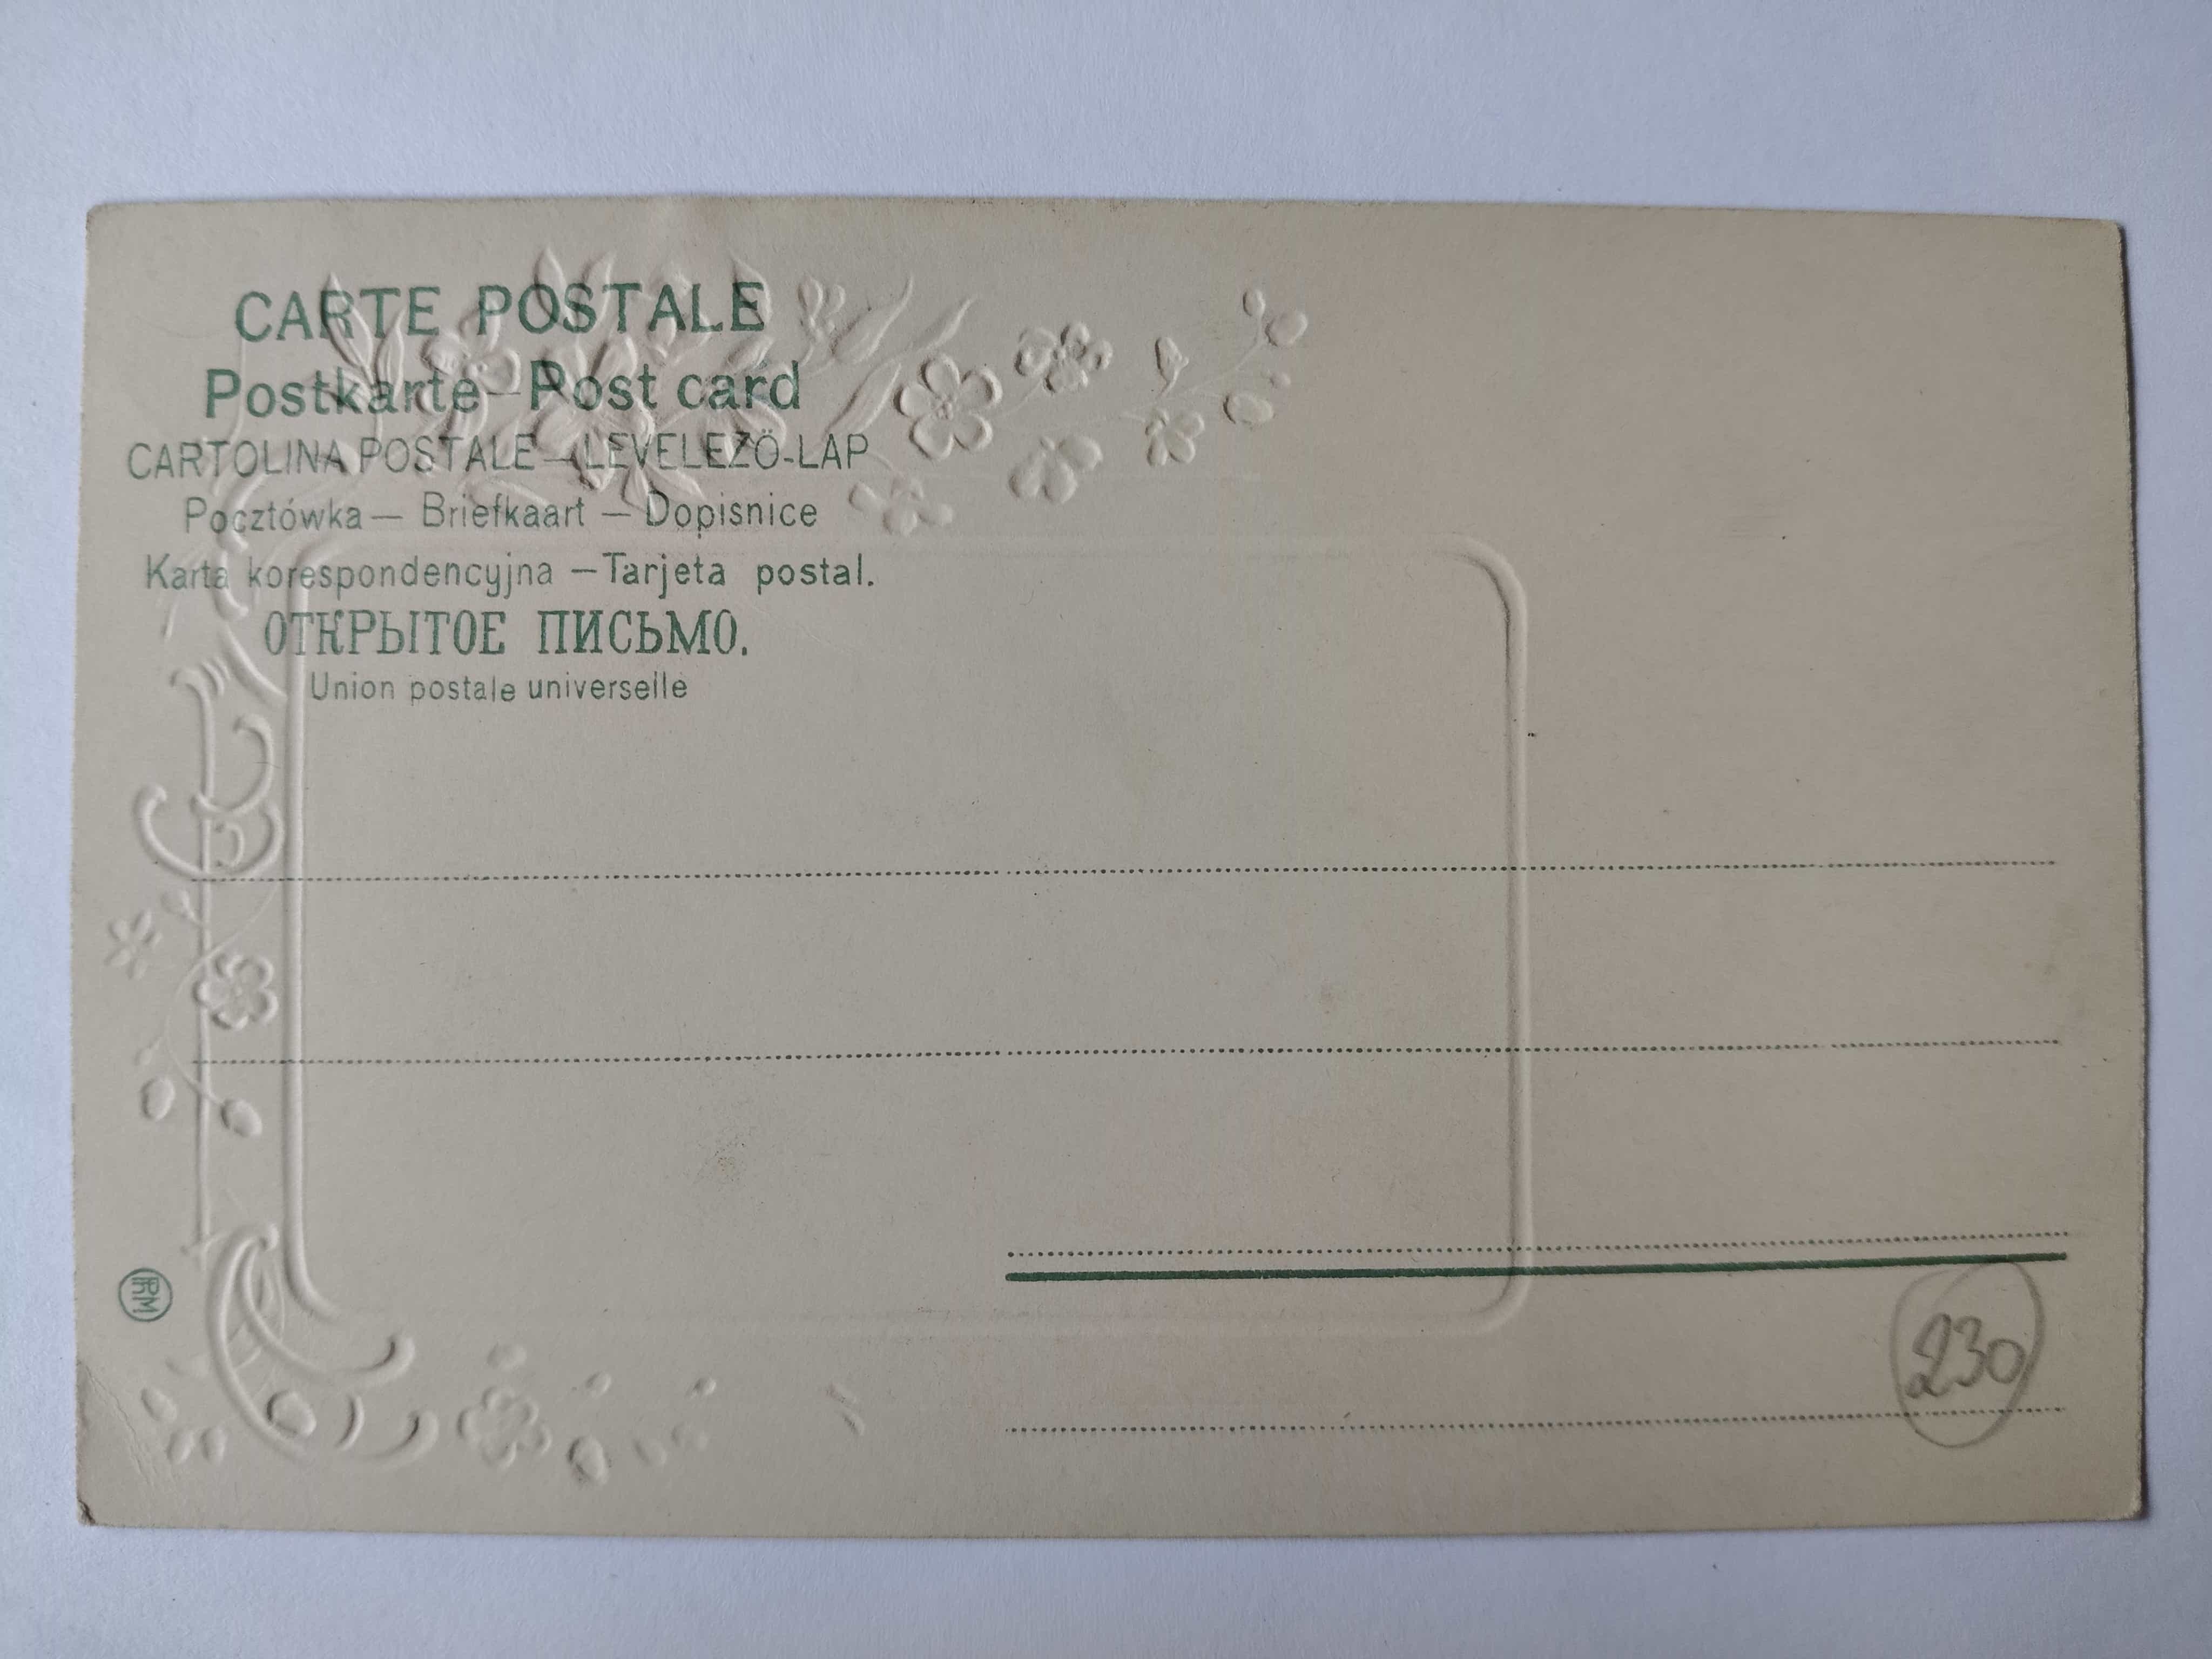 CARTE POSTALE
Postkarte — Post card
CARTOLINA POSTALE — LEVELEZÖ-LAP
Pocztówka — Briefkaart — Dopisnice
Karta korespondencyjna — Tarjeta postal.
ОТКРЫТОЕ ПИСЬМО.
Union postale universelle
RM
230